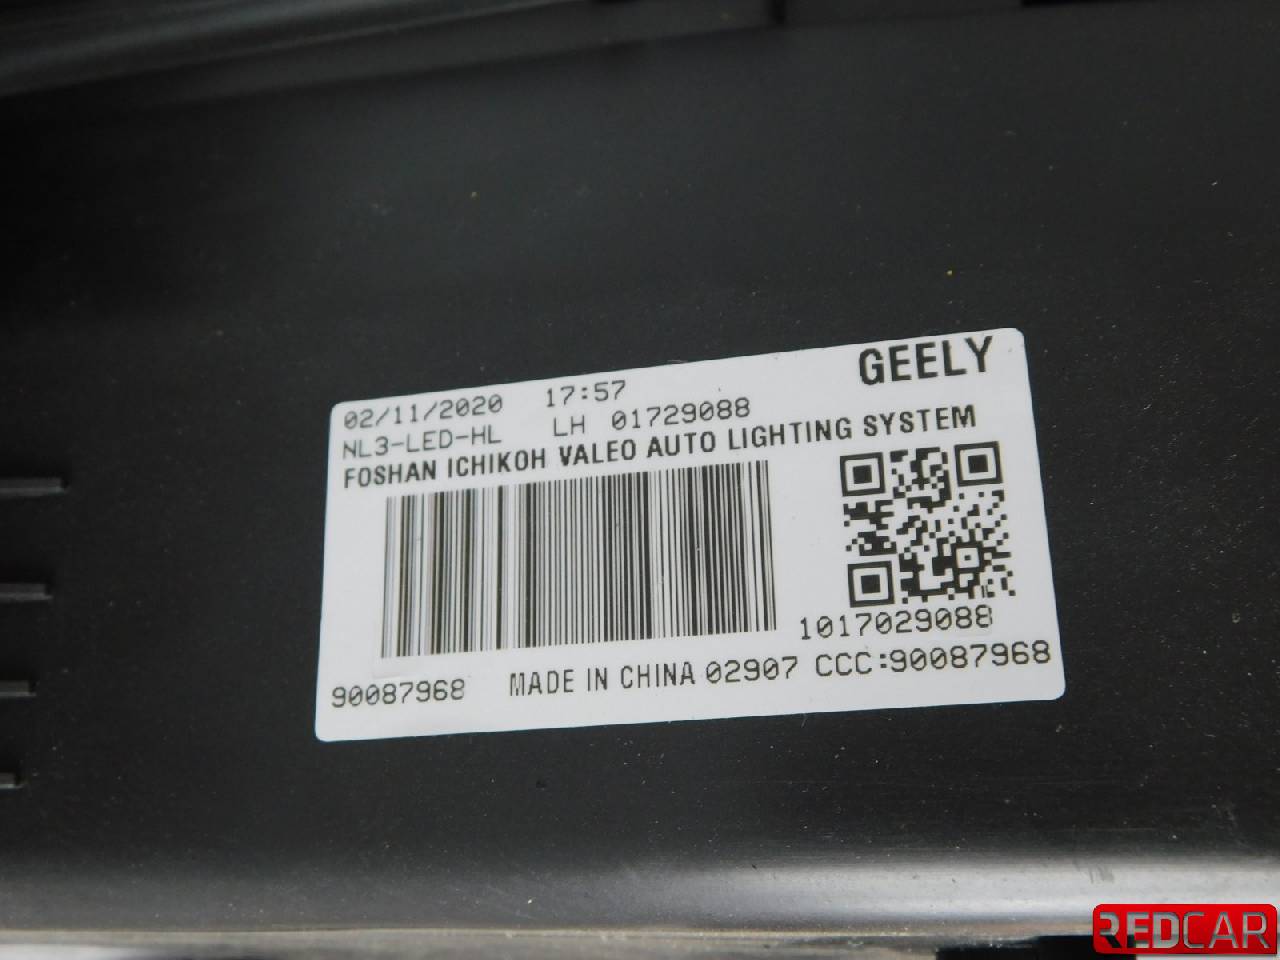 GEELY
02/11/2020 17:57
NL3-LED-HL LH 01729088
FOSHAN ICHIKOH VALEO AUTO LIGHTING SYSTEM
1017029088
90087968 MADE IN CHINA 02907 CCC:90087968
REDCAR